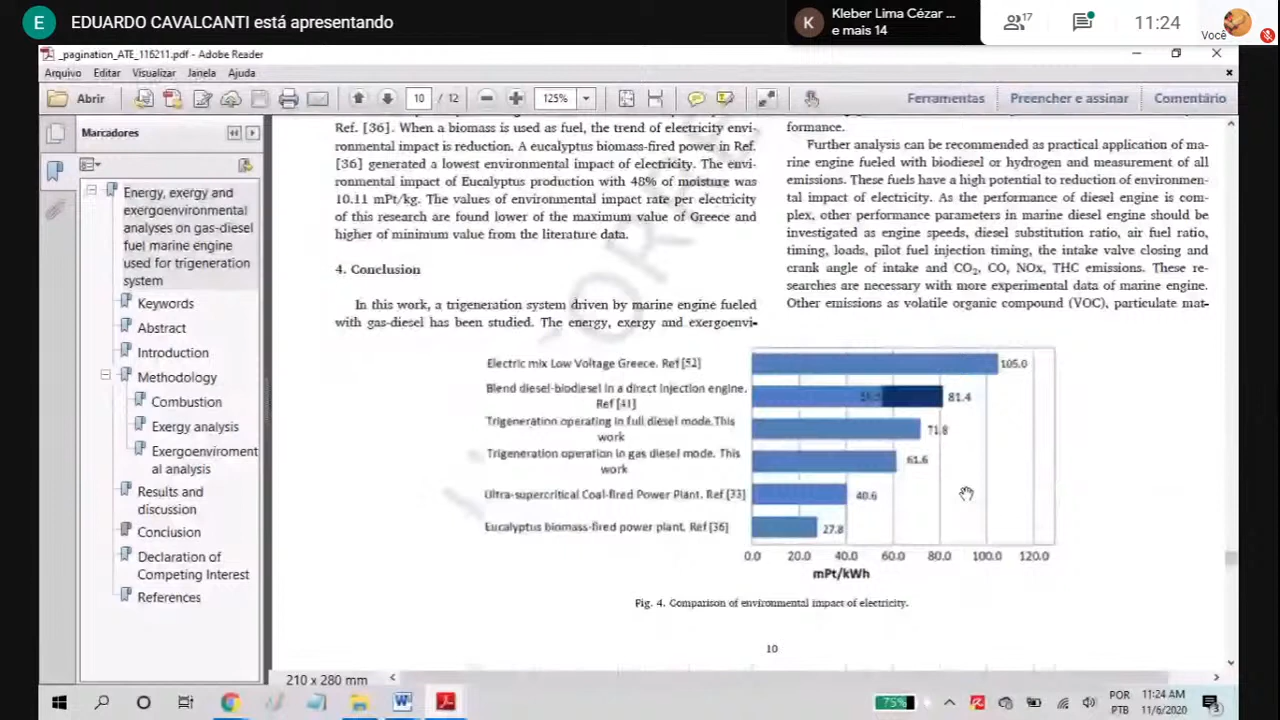 E
EDUARDO CAVALCANTI está apresentando
K
Kleber Lima Cézar ...
e mais 14
17
11:24
Você
_pagination_ATE_116211.pdf - Adobe Reader
Arquivo Editar Visualizar Janela Ajuda
Abrir
10 / 12
125%
Ferramentas
Preencher e assinar
Comentário
Marcadores
Energy, exergy and
exergoenvironmental
analyses on gas-diesel
fuel marine engine
used for trigeneration
system
Keywords
Abstract
Introduction
Methodology
Combustion
Exergy analysis
Exergoenviroment
al analysis
Results and
discussion
Conclusion
Declaration of
Competing Interest
References
Ref. [36]. When a biomass is used as fuel, the trend of electricity envi-
ronmental impact is reduction. A eucalyptus biomass-fired power in Ref.
[36] generated a lowest environmental impact of electricity. The envi-
ronmental impact of Eucalyptus production with 48% of moisture was
10.11 mPt/kg. The values of environmental impact rate per electricity
of this research are found lower of the maximum value of Greece and
higher of minimum value from the literature data.
4. Conclusion
In this work, a trigeneration system driven by marine engine fueled
with gas-diesel has been studied. The energy, exergy and exergoenvi-
formance.
Further analysis can be recommended as practical application of ma-
rine engine fueled with biodiesel or hydrogen and measurement of all
emissions. These fuels have a high potential to reduction of environmen-
tal impact of electricity. As the performance of diesel engine is com-
plex, other performance parameters in marine diesel engine should be
investigated as engine speeds, diesel substitution ratio, air fuel ratio,
timing, loads, pilot fuel injection timing, the intake valve closing and
crank angle of intake and CO2, CO, NOx, THC emissions. These re-
searches are necessary with more experimental data of marine engine.
Other emissions as volatile organic compound (VOC), particulate mat-
Electric mix Low Voltage Greece. Ref [52]
105.0
Blend diesel-biodiesel in a direct injection engine.
Ref [41]
81.4
Trigeneration operating in full diesel mode.This
work
71.8
Trigeneration operation in gas diesel mode. This
work
61.6
Ultra-supercritical Coal-fired Power Plant. Ref [33]
40.6
Eucalyptus biomass-fired power plant. Ref [36]
27.8
0.0 20.0 40.0 60.0 80.0 100.0 120.0
mPt/kWh
Fig. 4. Comparison of environmental impact of electricity.
10
210 x 280 mm
75%
POR
PTB
11:24 AM
11/6/2020
3